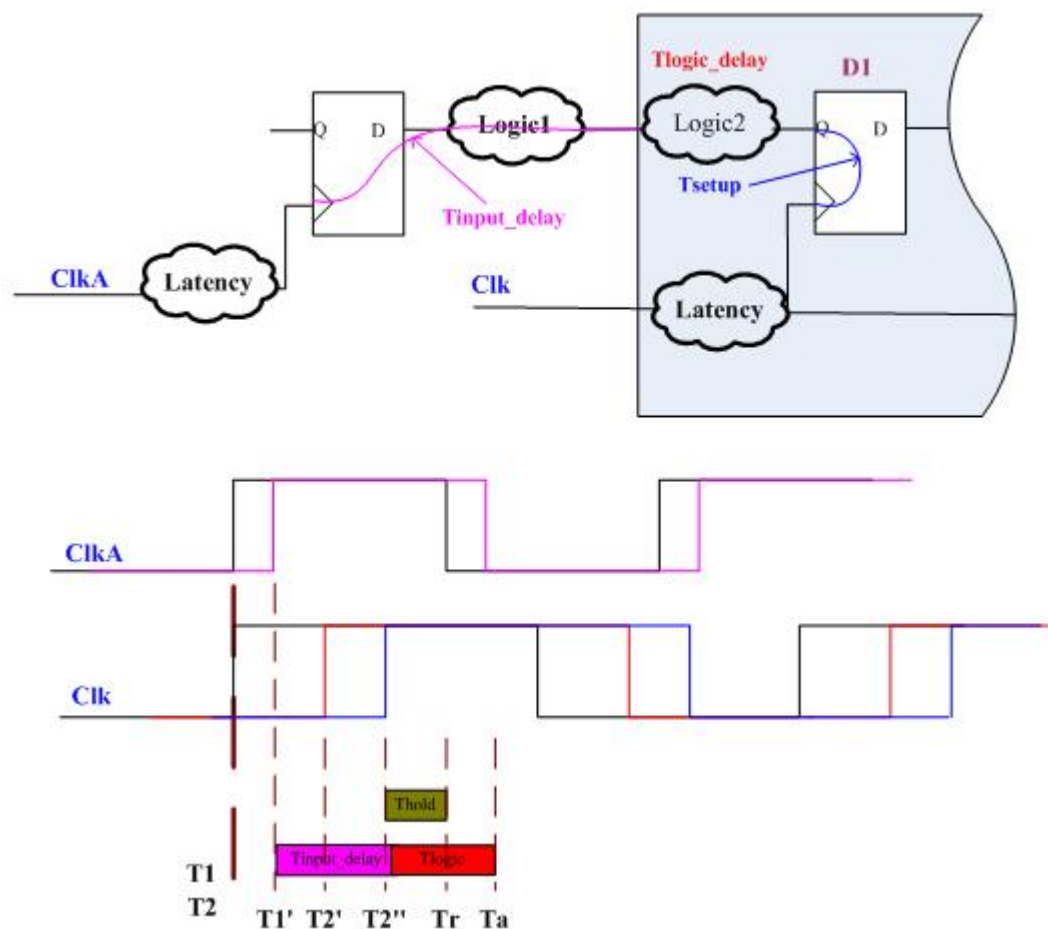 Tlogic_delay
D1
Q
D
Logic1
Logic2
Q
D
Tsetup
Tinput_delay
ClkA
Latency
Clk
Latency
ClkA
Clk
Thold
Tinput_delay
Tlogic
T1
T2
T1' T2' T2'' Tr Ta